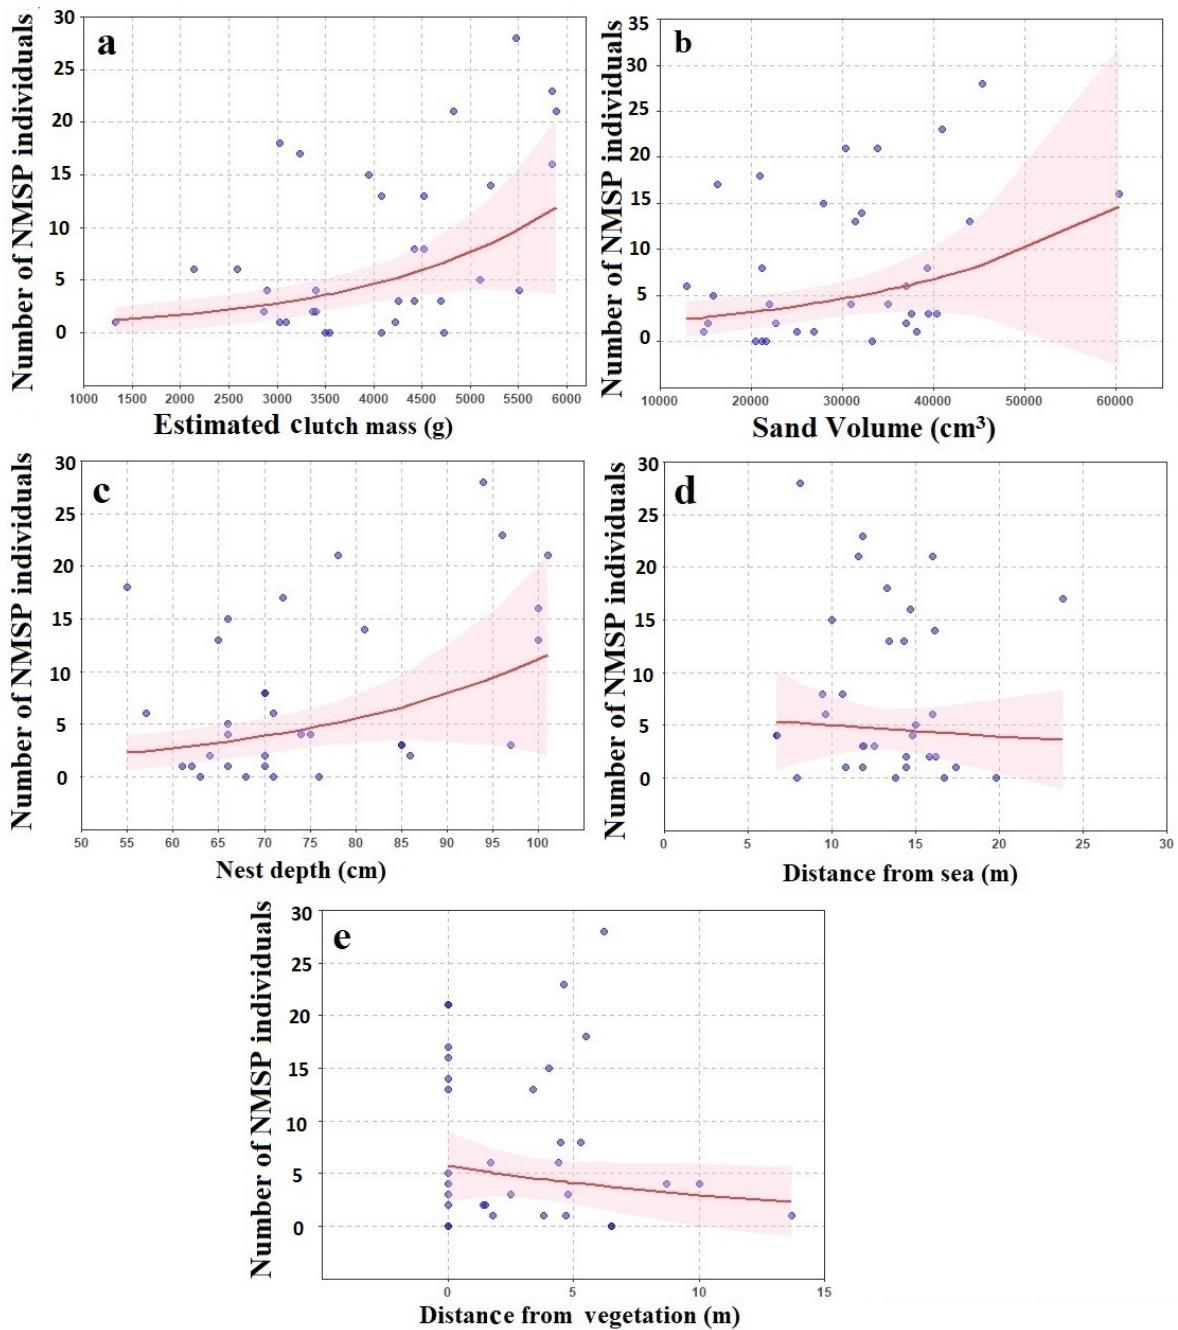 a
Number of NMSP individuals
30
25
20
15
10
5
0
1000 1500 2000 2500 3000 3500 4000 4500 5000 5500 6000
Estimated clutch mass (g)
b
Number of NMSP individuals
35
30
25
20
15
10
5
0
10000 20000 30000 40000 50000 60000
Sand Volume (cm³)
c
Number of NMSP individuals
30
25
20
15
10
5
0
50 55 60 65 70 75 80 85 90 95 100
Nest depth (cm)
d
Number of NMSP individuals
30
25
20
15
10
5
0
0 5 10 15 20 25 30
Distance from sea (m)
e
Number of NMSP individuals
30
25
20
15
10
5
0
0 5 10 15
Distance from vegetation (m)